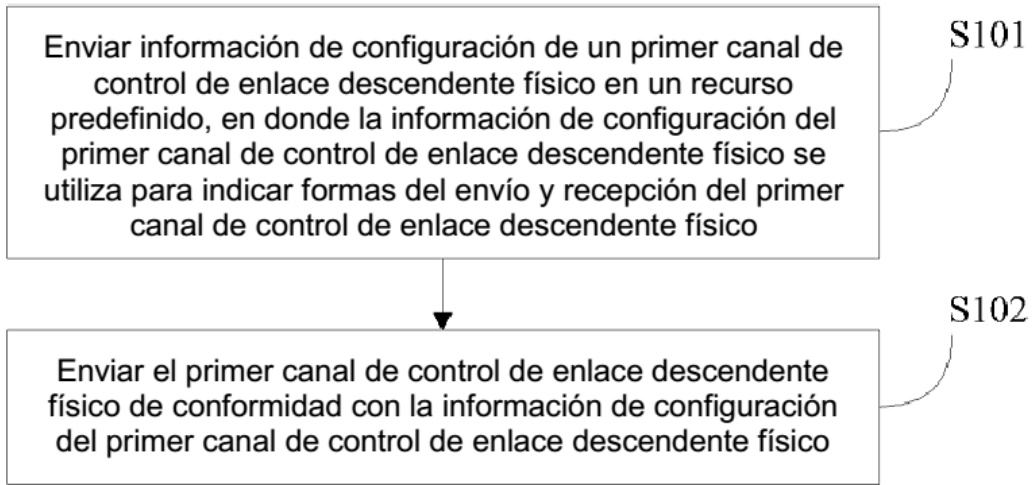 Enviar información de configuración de un primer canal de
control de enlace descendente físico en un recurso
predefinido, en donde la información de configuración del
primer canal de control de enlace descendente físico se
utiliza para indicar formas del envío y recepción del primer
canal de control de enlace descendente físico
S101
Enviar el primer canal de control de enlace descendente
físico de conformidad con la información de configuración
del primer canal de control de enlace descendente físico
S102